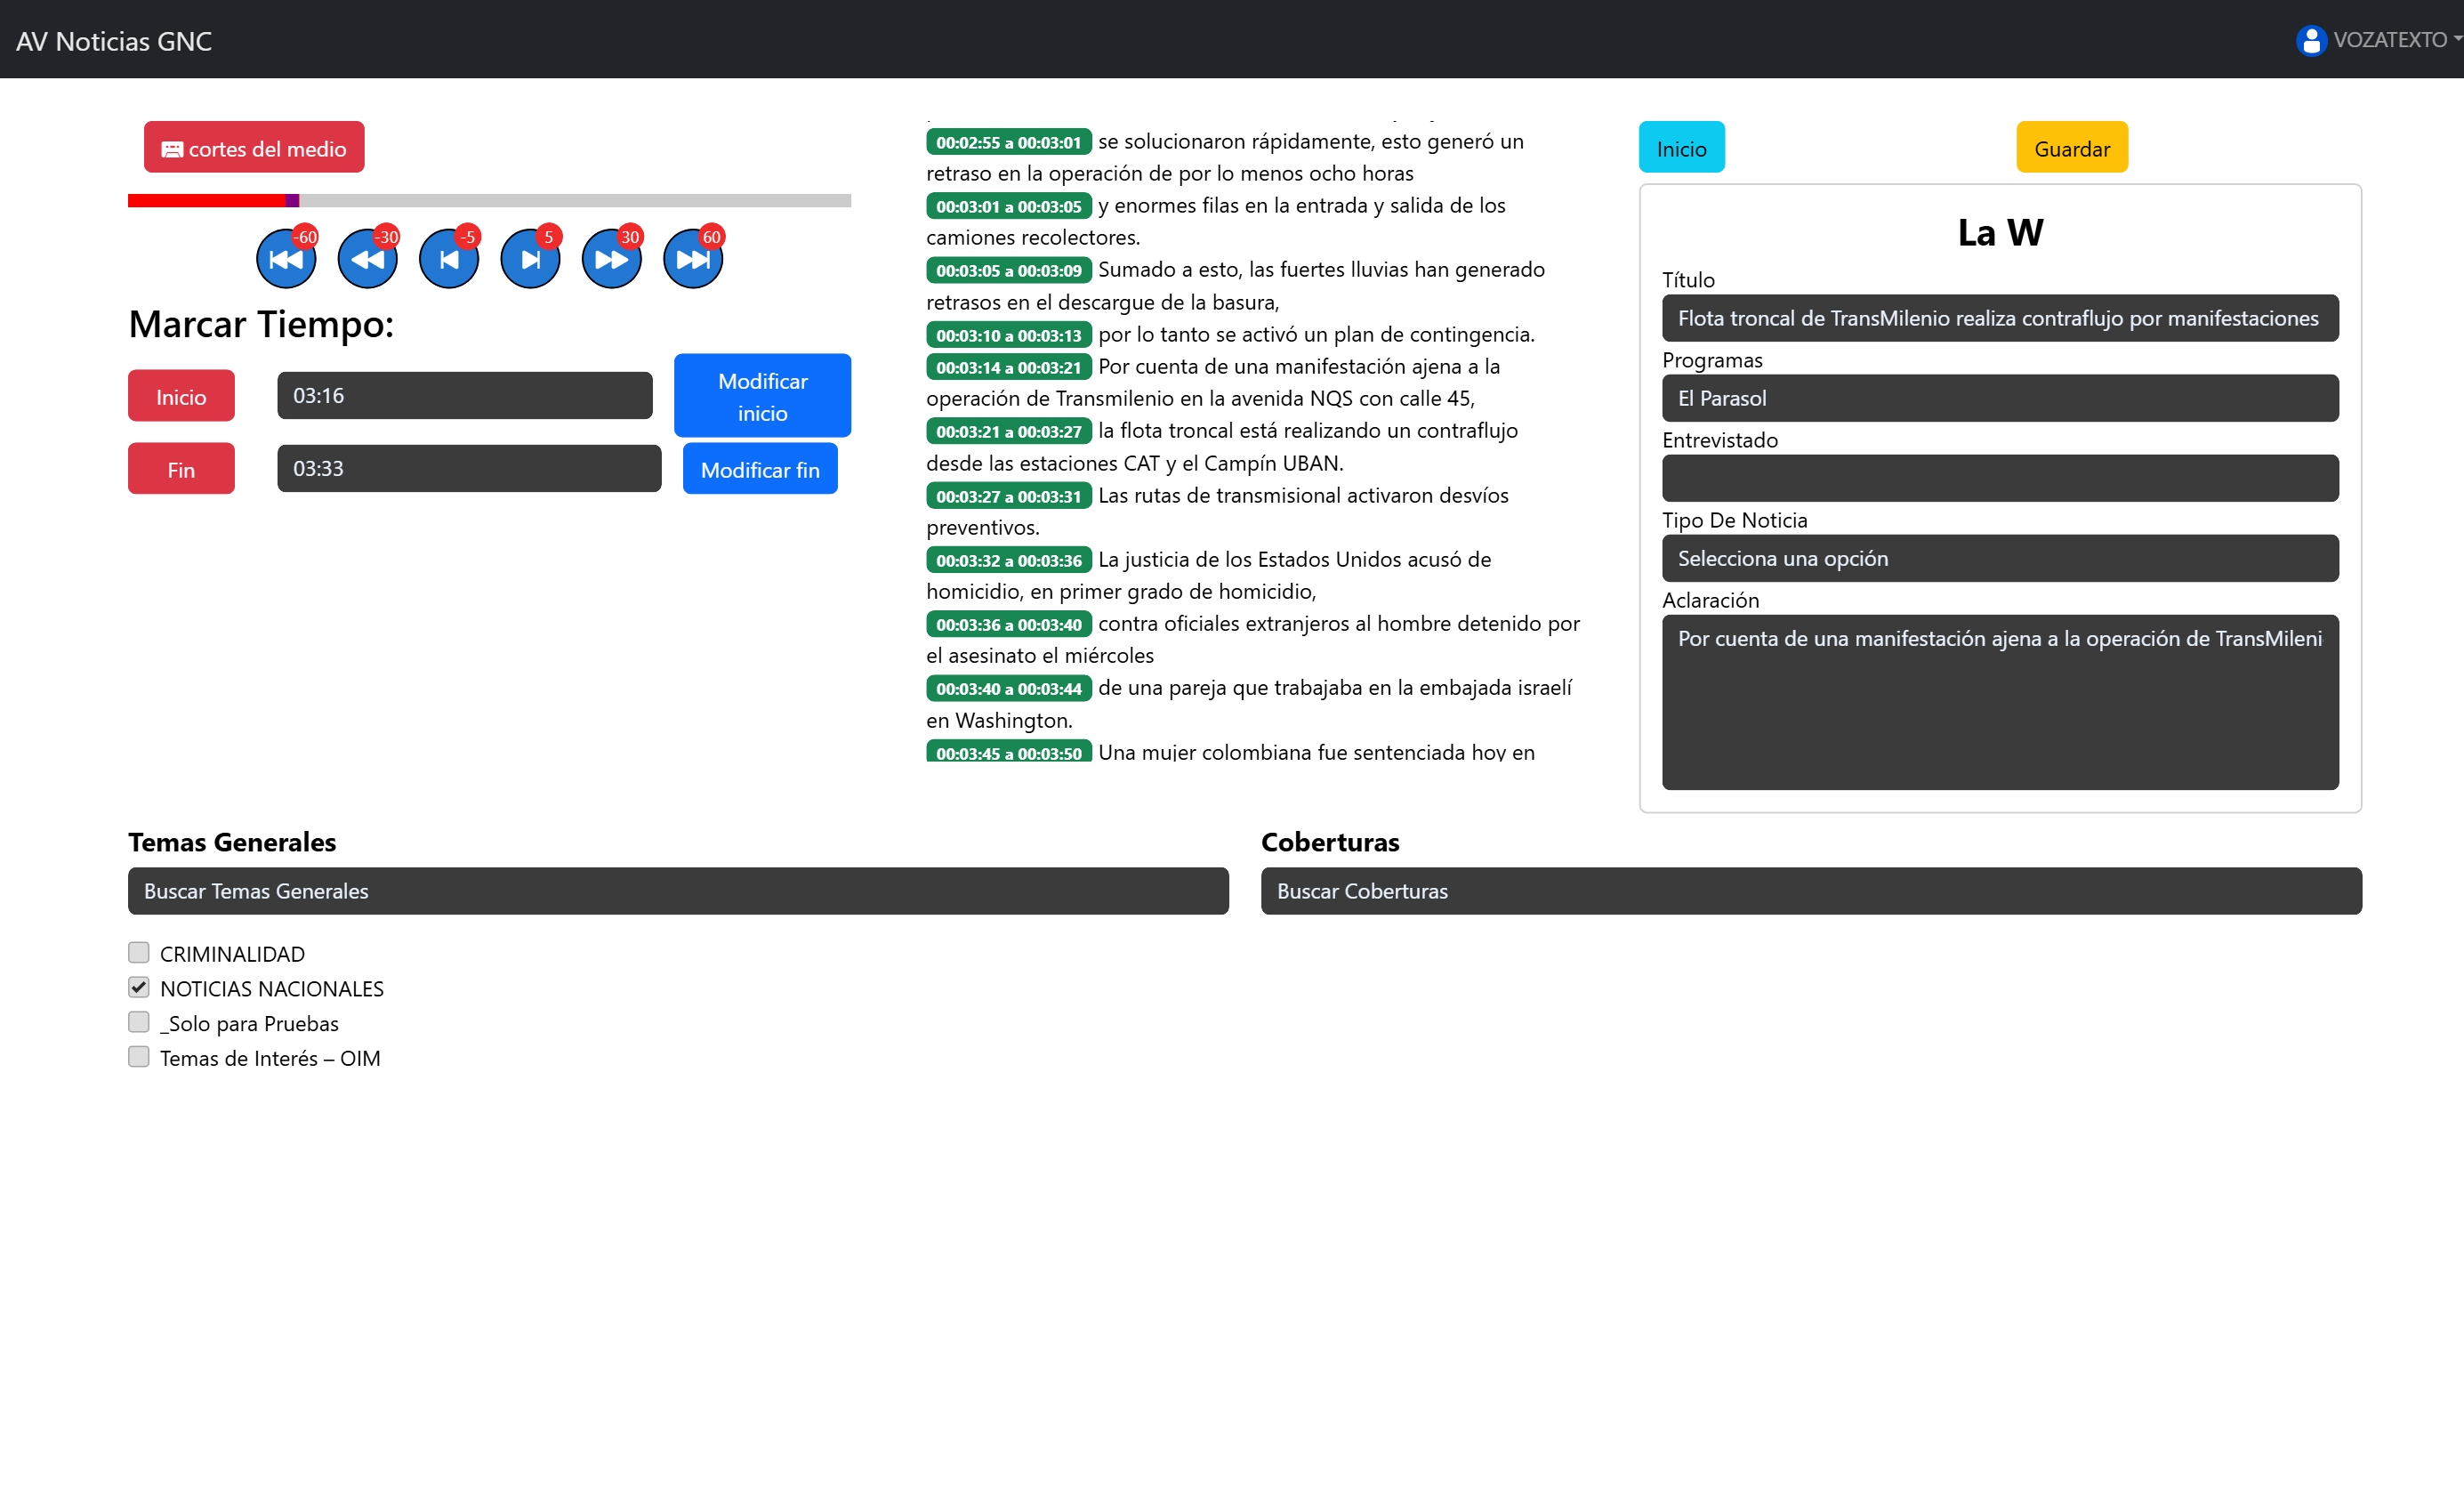 AV Noticias GNC
VOZATEXTO
cortes del medio
-60
-30
-5
5
30
60
Marcar Tiempo:
Inicio
03:16
Modificar
inicio
Fin
03:33
Modificar fin
00:02:55 a 00:03:01 se solucionaron rápidamente, esto generó un
retraso en la operación de por lo menos ocho horas
00:03:01 a 00:03:05 y enormes filas en la entrada y salida de los
camiones recolectores.
00:03:05 a 00:03:09 Sumado a esto, las fuertes lluvias han generado
retrasos en el descargue de la basura,
00:03:10 a 00:03:13 por lo tanto se activó un plan de contingencia.
00:03:14 a 00:03:21 Por cuenta de una manifestación ajena a la
operación de Transmilenio en la avenida NQS con calle 45,
00:03:21 a 00:03:27 la flota troncal está realizando un contraflujo
desde las estaciones CAT y el Campín UBAN.
00:03:27 a 00:03:31 Las rutas de transmisional activaron desvíos
preventivos.
00:03:32 a 00:03:36 La justicia de los Estados Unidos acusó de
homicidio, en primer grado de homicidio,
00:03:36 a 00:03:40 contra oficiales extranjeros al hombre detenido por
el asesinato el miércoles
00:03:40 a 00:03:44 de una pareja que trabajaba en la embajada israelí
en Washington.
00:03:45 a 00:03:50 Una mujer colombiana fue sentenciada hoy en
Inicio
Guardar
La W
Título
Flota troncal de TransMilenio realiza contraflujo por manifestaciones
Programas
El Parasol
Entrevistado
Tipo De Noticia
Selecciona una opción
Aclaración
Por cuenta de una manifestación ajena a la operación de TransMileni
Temas Generales
Buscar Temas Generales
CRIMINALIDAD
NOTICIAS NACIONALES
_Solo para Pruebas
Temas de Interés – OIM
Coberturas
Buscar Coberturas